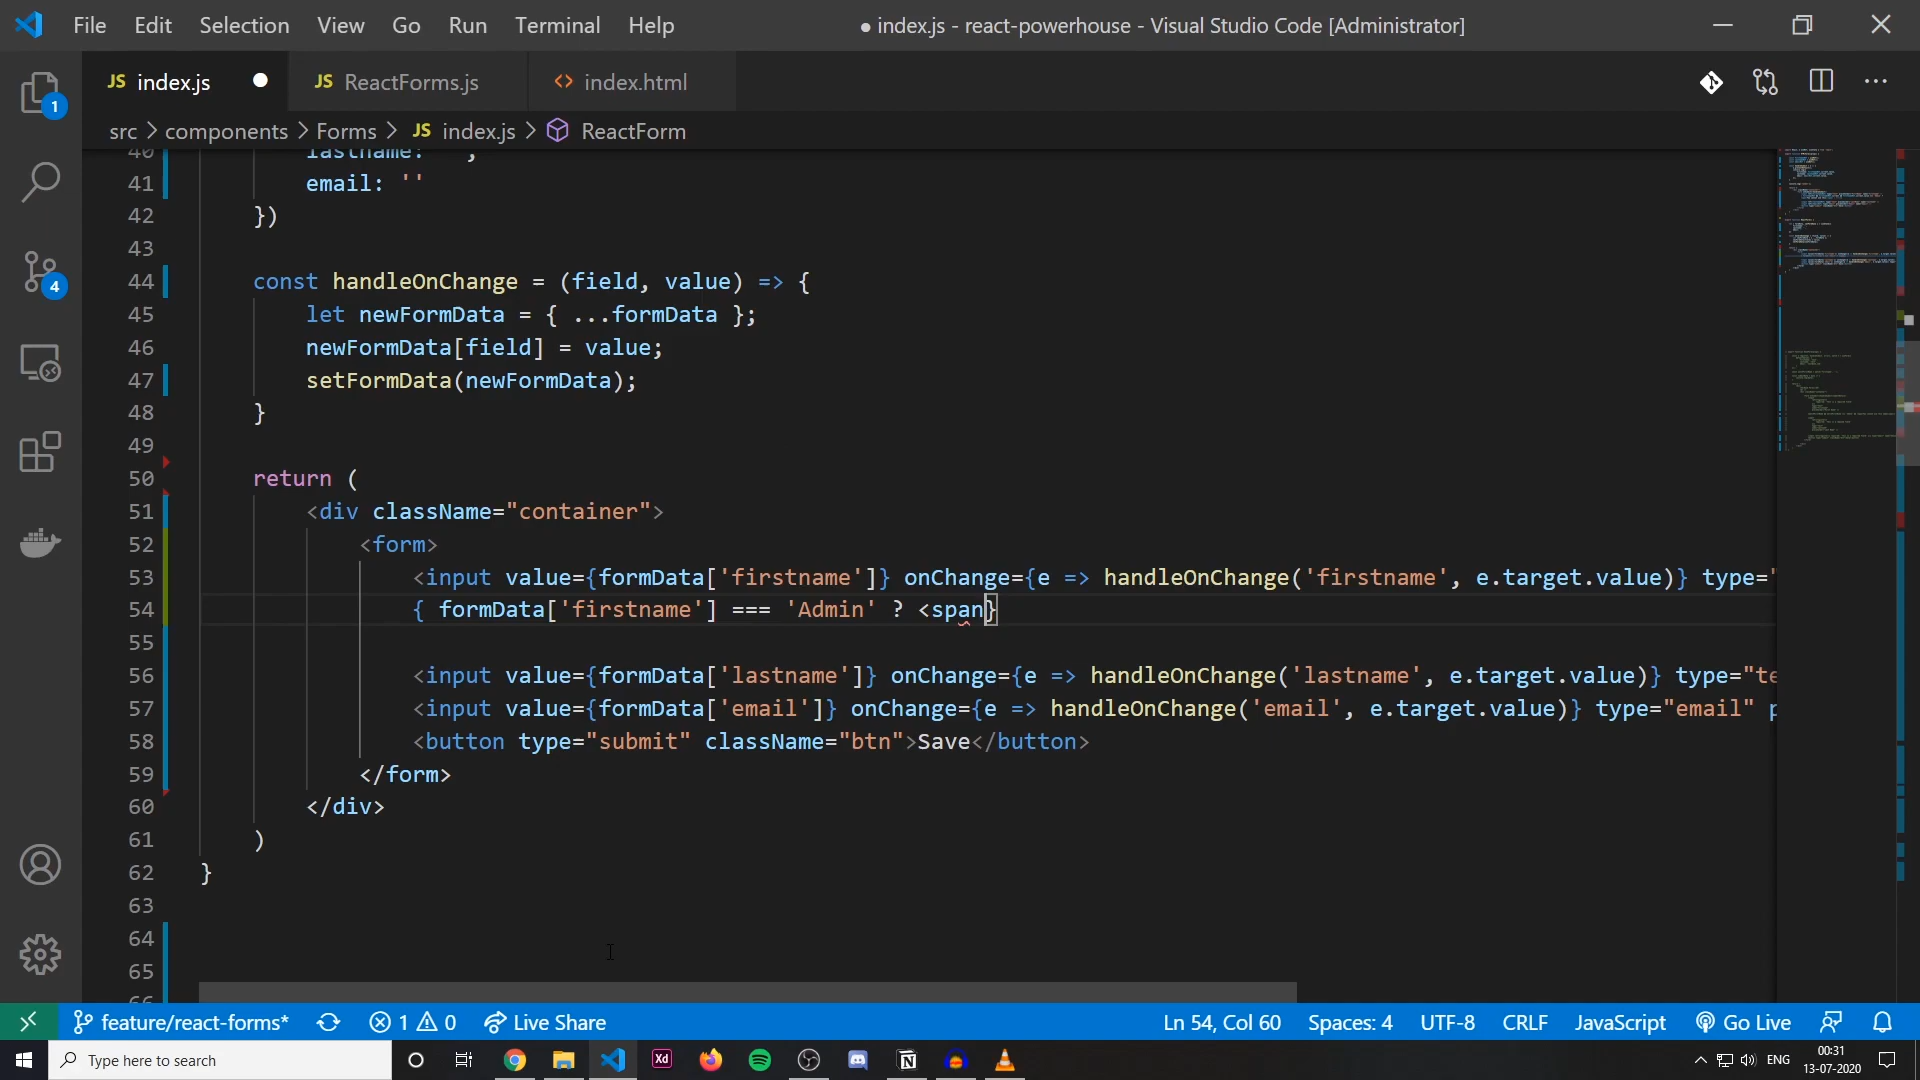 File Edit Selection View Go Run Terminal Help
● index.js - react-powerhouse - Visual Studio Code [Administrator]
JS index.js ● JS ReactForms.js <> index.html
src > components > Forms > JS index.js > ReactForm
1
4
40 lastname: '',
41 email: ''
42 })
43
44 const handleOnChange = (field, value) => {
45 let newFormData = { ...formData };
46 newFormData[field] = value;
47 setFormData(newFormData);
48 }
49
50 return (
51 <div className="container">
52 <form>
53 <input value={formData['firstname']} onChange={e => handleOnChange('firstname', e.target.value)} type="
54 { formData['firstname'] === 'Admin' ? <span}
55
56 <input value={formData['lastname']} onChange={e => handleOnChange('lastname', e.target.value)} type="te
57 <input value={formData['email']} onChange={e => handleOnChange('email', e.target.value)} type="email" p
58 <button type="submit" className="btn">Save</button>
59 </form>
60 </div>
61 )
62 }
63
64
65
66
feature/react-forms* 1 0 Live Share Ln 54, Col 60 Spaces: 4 UTF-8 CRLF JavaScript Go Live
Type here to search Xd N ENG 00:31
13-07-2020